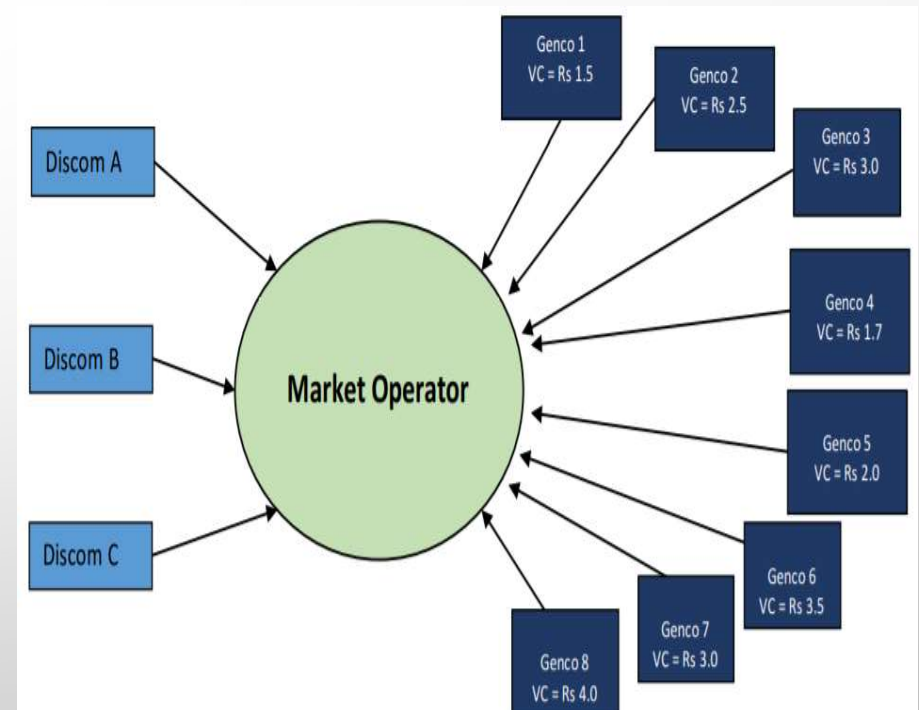 Genco 1
VC = Rs 1.5
Genco 2
VC = Rs 2.5
Genco 3
VC = Rs 3.0
Discom A
Genco 4
VC = Rs 1.7
Discom B
Market Operator
Genco 5
VC = Rs 2.0
Discom C
Genco 6
VC = Rs 3.5
Genco 7
VC = Rs 3.0
Genco 8
VC = Rs 4.0